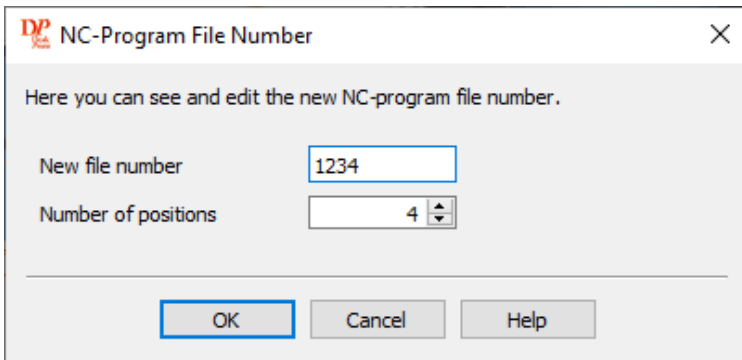 DP NC-Program File Number
Here you can see and edit the new NC-program file number.
New file number 1234
Number of positions 4
OK Cancel Help